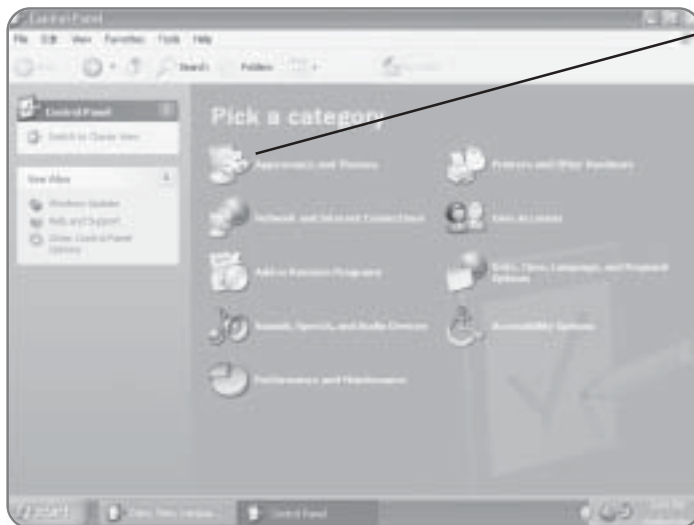 Control Panel
File Edit View Favorites Tools Help
Search Folders
Control Panel
Switch to Classic View
See Also
Windows Update
Help and Support
Other Control Panel
Options
Pick a category
Appearance and Themes
Printers and Other Hardware
Network and Internet Connections
User Accounts
Add or Remove Programs
Date, Time, Language, and Regional
Options
Sounds, Speech, and Audio Devices
Accessibility Options
Performance and Maintenance
start
Control Panel